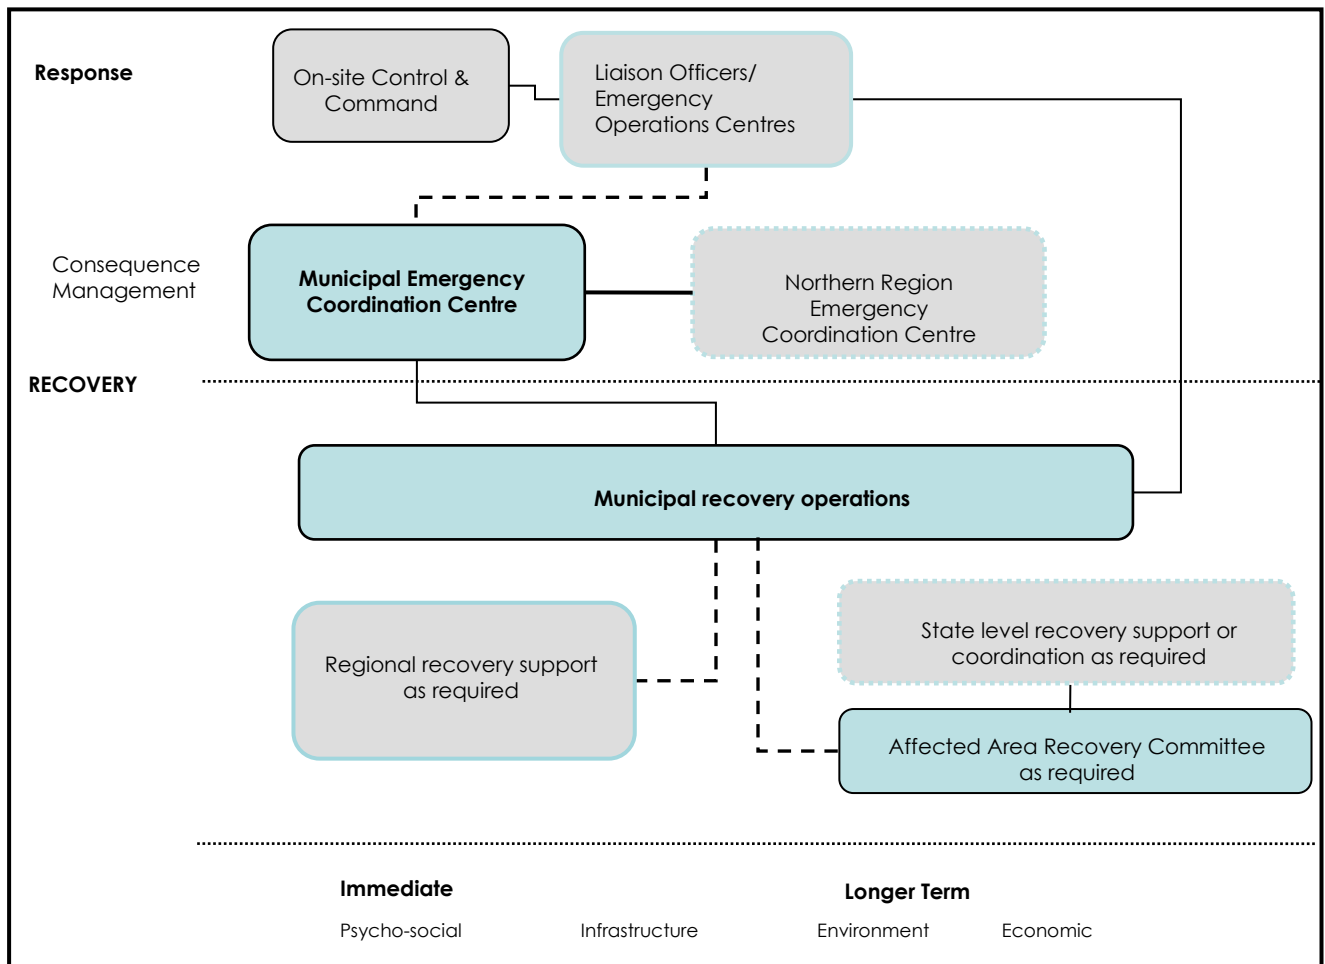 Response
On-site Control &
Command
Liaison Officers/
Emergency
Operations Centres
Consequence
Management
Municipal Emergency
Coordination Centre
Northern Region
Emergency
Coordination Centre
RECOVERY
Municipal recovery operations
Regional recovery support
as required
State level recovery support or
coordination as required
Affected Area Recovery Committee
as required
Immediate
Longer Term
Psycho-social
Infrastructure
Environment
Economic